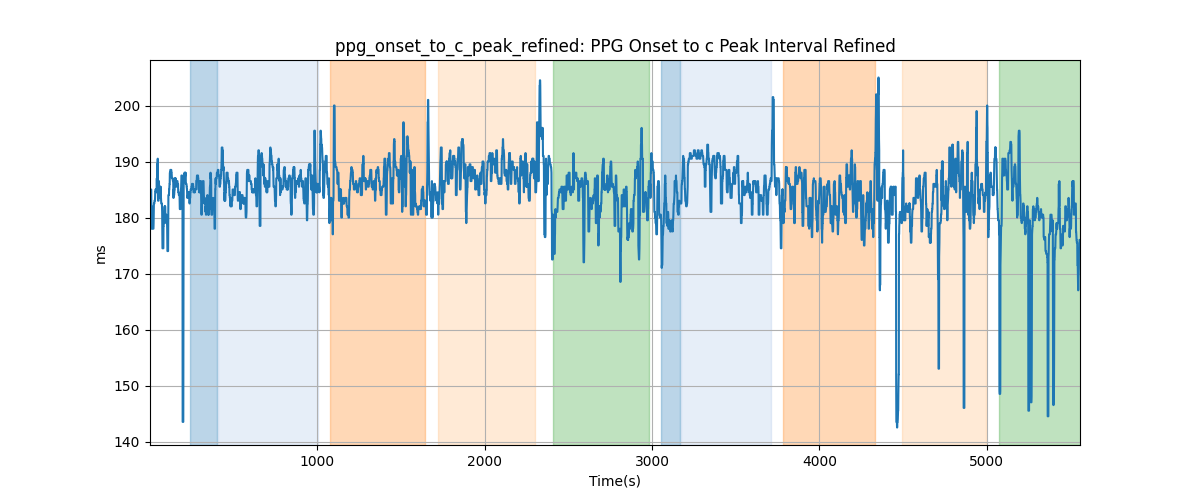 ppg_onset_to_c_peak_refined: PPG Onset to c Peak Interval Refined
200
190
180
170
160
150
140
ms
1000 2000 3000 4000 5000
Time(s)